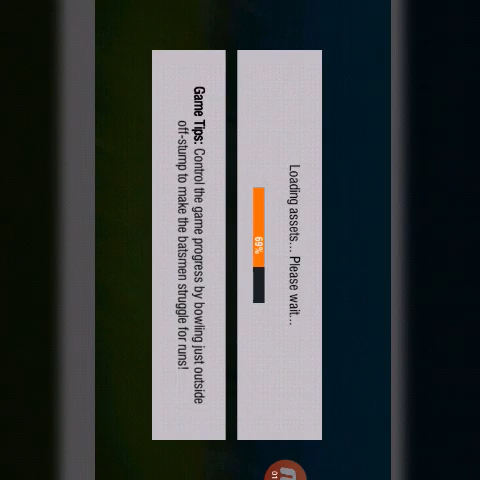 Loading assets... Please wait...
69%
Game Tips: Control the game progress by bowling just outside
off-stump to make the batsmen struggle for runs!
01